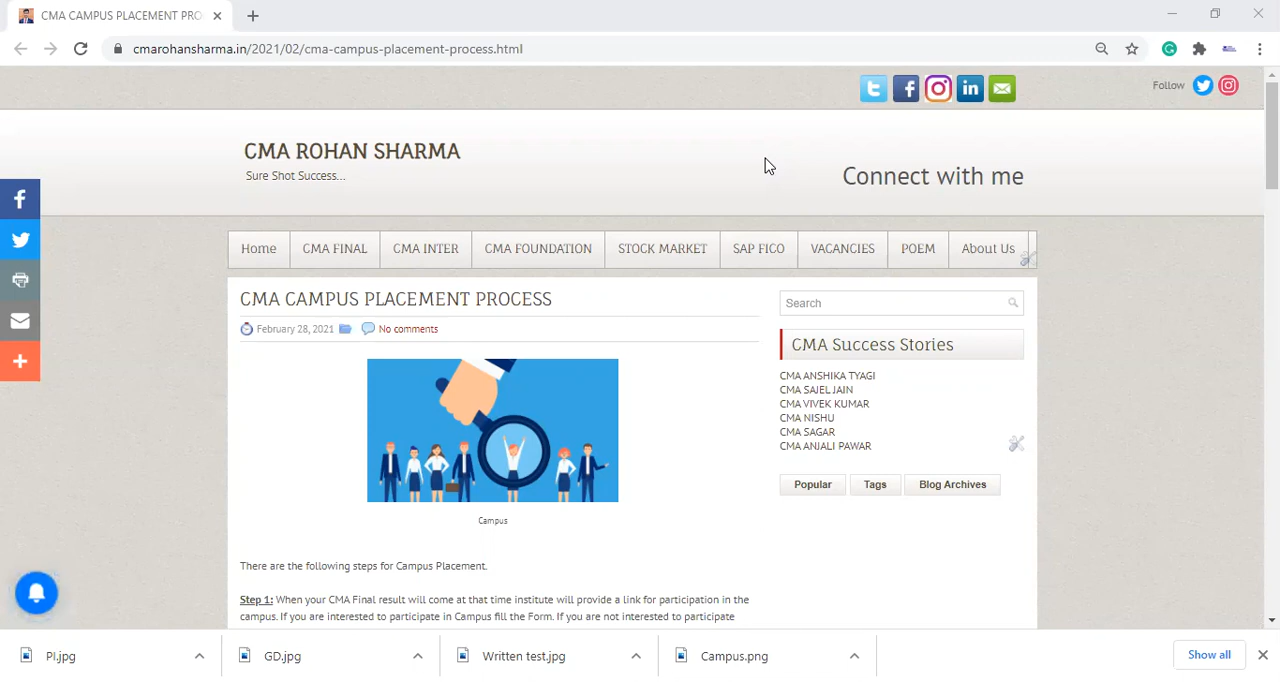 CMA CAMPUS PLACEMENT PRO
cmarohansharma.in/2021/02/cma-campus-placement-process.html
Follow
CMA ROHAN SHARMA
Sure Shot Success...
Connect with me
Home CMA FINAL CMA INTER CMA FOUNDATION STOCK MARKET SAP FICO VACANCIES POEM About Us
CMA CAMPUS PLACEMENT PROCESS
February 28, 2021 No comments
Campus
There are the following steps for Campus Placement.
Step 1: When your CMA Final result will come at that time institute will provide a link for participation in the
campus. If you are interested to participate in Campus fill the Form. If you are not interested to participate
Search
CMA Success Stories
CMA ANSHIKA TYAGI
CMA SAJEL JAIN
CMA VIVEK KUMAR
CMA NISHU
CMA SAGAR
CMA ANJALI PAWAR
Popular Tags Blog Archives
PI.jpg GD.jpg Written test.jpg Campus.png Show all